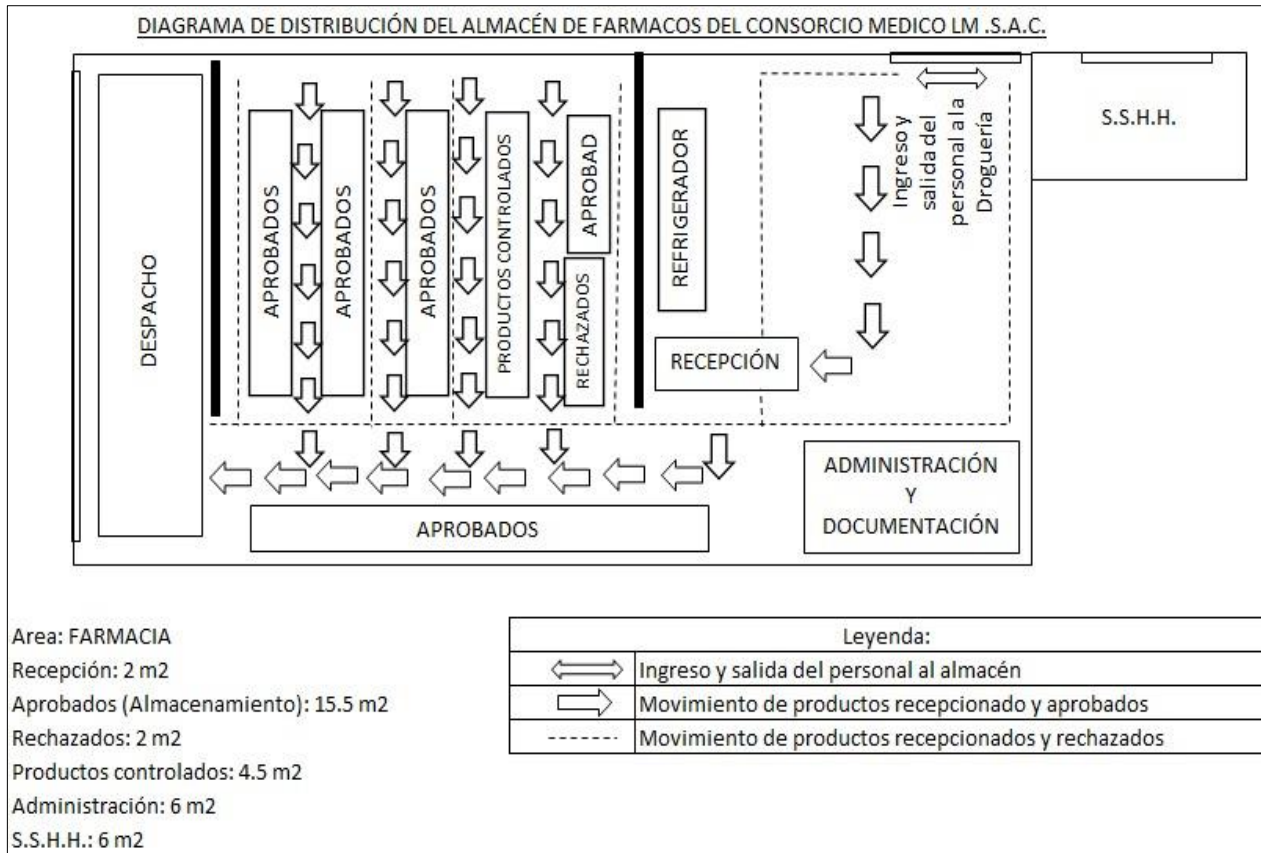 DIAGRAMA DE DISTRIBUCIÓN DEL ALMACÉN DE FARMACOS DEL CONSORCIO MEDICO LM .S.A.C.
DESPACHO
APROBADOS
APROBADOS
APROBADOS
PRODUCTOS CONTROLADOS
APROBAD
RECHAZADOS
REFRIGERADOR
RECEPCIÓN
Ingreso y
salida del
personal a la
Droguería
S.S.H.H.
ADMINISTRACIÓN
Y
DOCUMENTACIÓN
APROBADOS
Area: FARMACIA
Recepción: 2 m2
Aprobados (Almacenamiento): 15.5 m2
Rechazados: 2 m2
Productos controlados: 4.5 m2
Administración: 6 m2
S.S.H.H.: 6 m2
Leyenda:
Ingreso y salida del personal al almacén
Movimiento de productos recepcionado y aprobados
Movimiento de productos recepcionados y rechazados